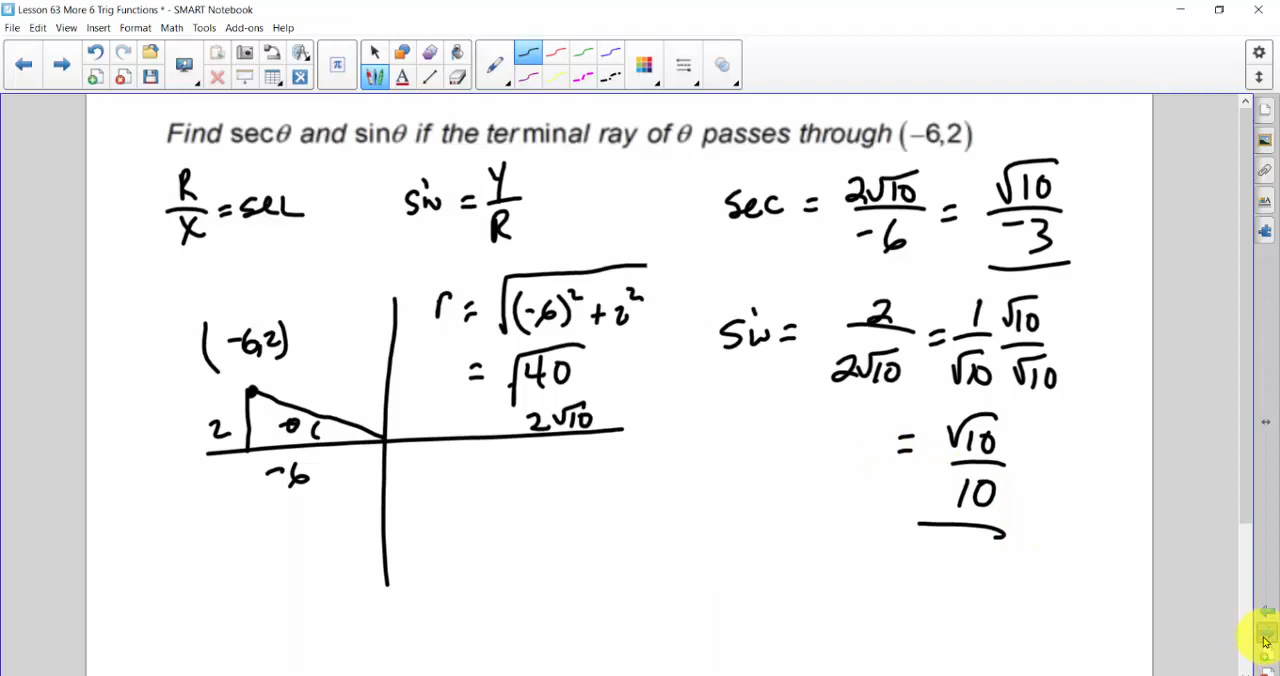 Lesson 63 More 6 Trig Functions * - SMART Notebook
File Edit View Insert Format Math Tools Add-ons Help
Find secθ and sinθ if the terminal ray of θ passes through (−6,2)
R/X = sec
sin = Y/R
sec = 2√10/-6 = √10/-3
r = √((-6)² + 2²)
= √40
2√10
(-6,2)
2
θ
-6
sin = 2/2√10 = 1/√10 √10/√10
= √10/10